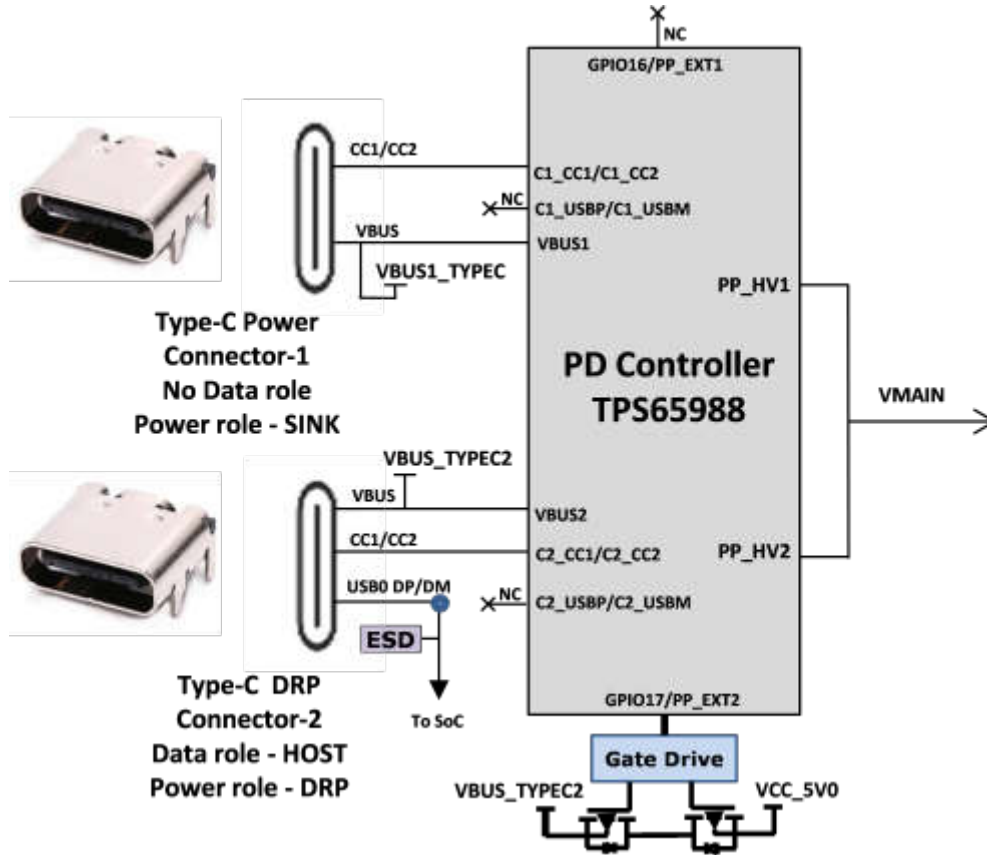 NC
GPIO16/PP_EXT1
CC1/CC2
C1_CC1/C1_CC2
NC
C1_USBP/C1_USBM
VBUS
VBUS1
VBUS1_TYPEC
PP_HV1
Type-C Power
Connector-1
No Data role
Power role - SINK
PD Controller
TPS65988
VMAIN
VBUS_TYPEC2
VBUS
VBUS2
CC1/CC2
C2_CC1/C2_CC2
PP_HV2
USB0 DP/DM
NC
C2_USBP/C2_USBM
ESD
To SoC
Type-C DRP
Connector-2
Data role - HOST
Power role - DRP
GPIO17/PP_EXT2
Gate Drive
VBUS_TYPEC2
VCC_5V0